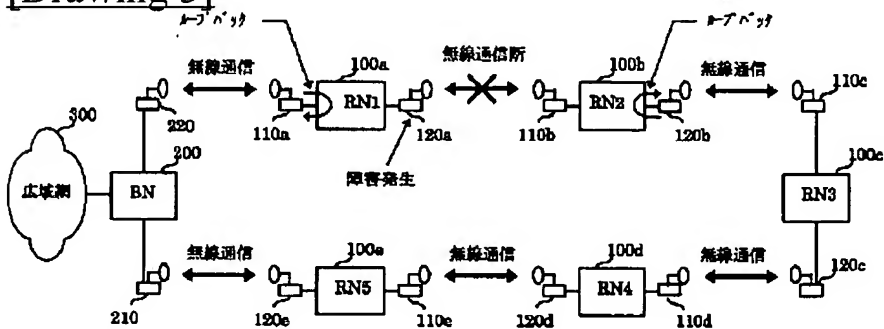 [Drawing 3]
ループバック
ループバック
無線通信
100a
無線通信断
100b
無線通信
110c
RN1
RN2
300
220
110a
120a
110b
120b
200
100c
広域網
BN
障害発生
RN3
無線通信
100e
無線通信
100d
無線通信
RN5
RN4
120c
210
120e
110e
120d
110d